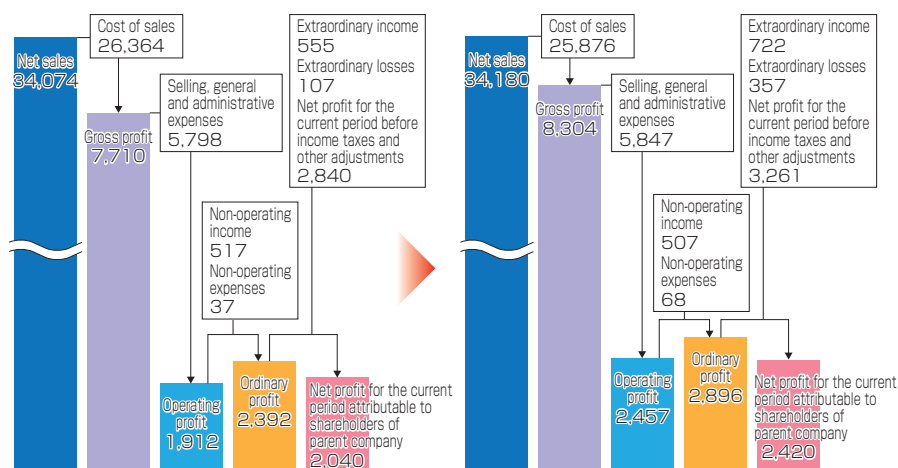 Net sales
34,074
Cost of sales
26,364
Gross profit
7,710
Selling, general
and administrative
expenses
5,798
Operating
profit
1,912
Non-operating
income
517
Non-operating
expenses
37
Ordinary
profit
2,392
Extraordinary income
555
Extraordinary losses
107
Net profit for the
current period before
income taxes and
other adjustments
2,840
Net profit for the current
period attributable to
shareholders of
parent company
2,040
Net sales
34,180
Cost of sales
25,876
Gross profit
8,304
Selling, general
and administrative
expenses
5,847
Operating
profit
2,457
Non-operating
income
507
Non-operating
expenses
68
Ordinary
profit
2,896
Extraordinary income
722
Extraordinary losses
357
Net profit for the
current period before
income taxes and
other adjustments
3,261
Net profit for the current
period attributable to
shareholders of
parent company
2,420